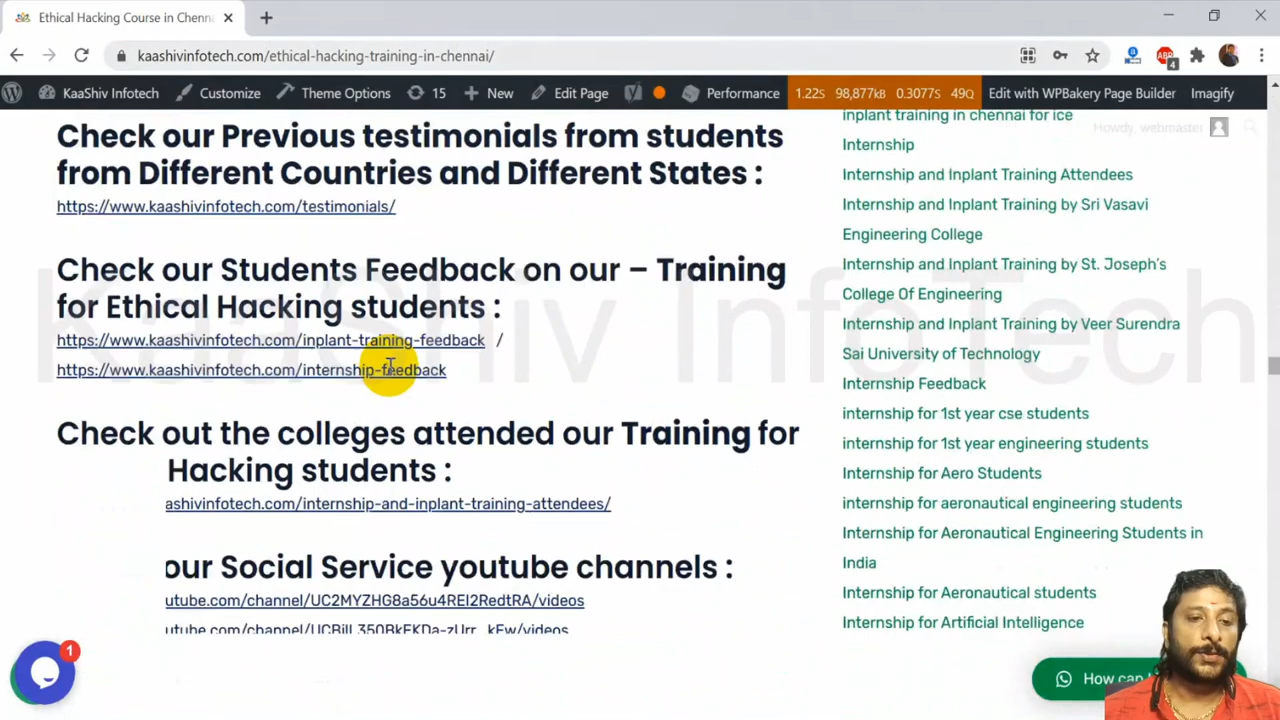 Ethical Hacking Course in Chenn
kaashivinfotech.com/ethical-hacking-training-in-chennai/
ABP
4
KaaShiv Infotech Customize Theme Options 15 New Edit Page Performance 1.22S 98,877kB 0.3077S 49Q Edit with WPBakery Page Builder Imagify
Howdy, webmaster
Check our Previous testimonials from students
from Different Countries and Different States :
https://www.kaashivinfotech.com/testimonials/
Check our Students Feedback on our – Training
for Ethical Hacking students :
https://www.kaashivinfotech.com/inplant-training-feedback /
https://www.kaashivinfotech.com/internship-feedback
Check out the colleges attended our Training for
Hacking students :
ashivinfotech.com/internship-and-inplant-training-attendees/
our Social Service youtube channels :
utube.com/channel/UC2MYZHG8a56u4REI2RedtRA/videos
KaaShiv InfoTech
inplant training in chennai for ice
Internship
Internship and Inplant Training Attendees
Internship and Inplant Training by Sri Vasavi
Engineering College
Internship and Inplant Training by St. Joseph's
College Of Engineering
Internship and Inplant Training by Veer Surendra
Sai University of Technology
Internship Feedback
internship for 1st year cse students
internship for 1st year engineering students
Internship for Aero Students
internship for aeronautical engineering students
Internship for Aeronautical Engineering Students in
India
Internship for Aeronautical students
Internship for Artificial Intelligence
1
How can